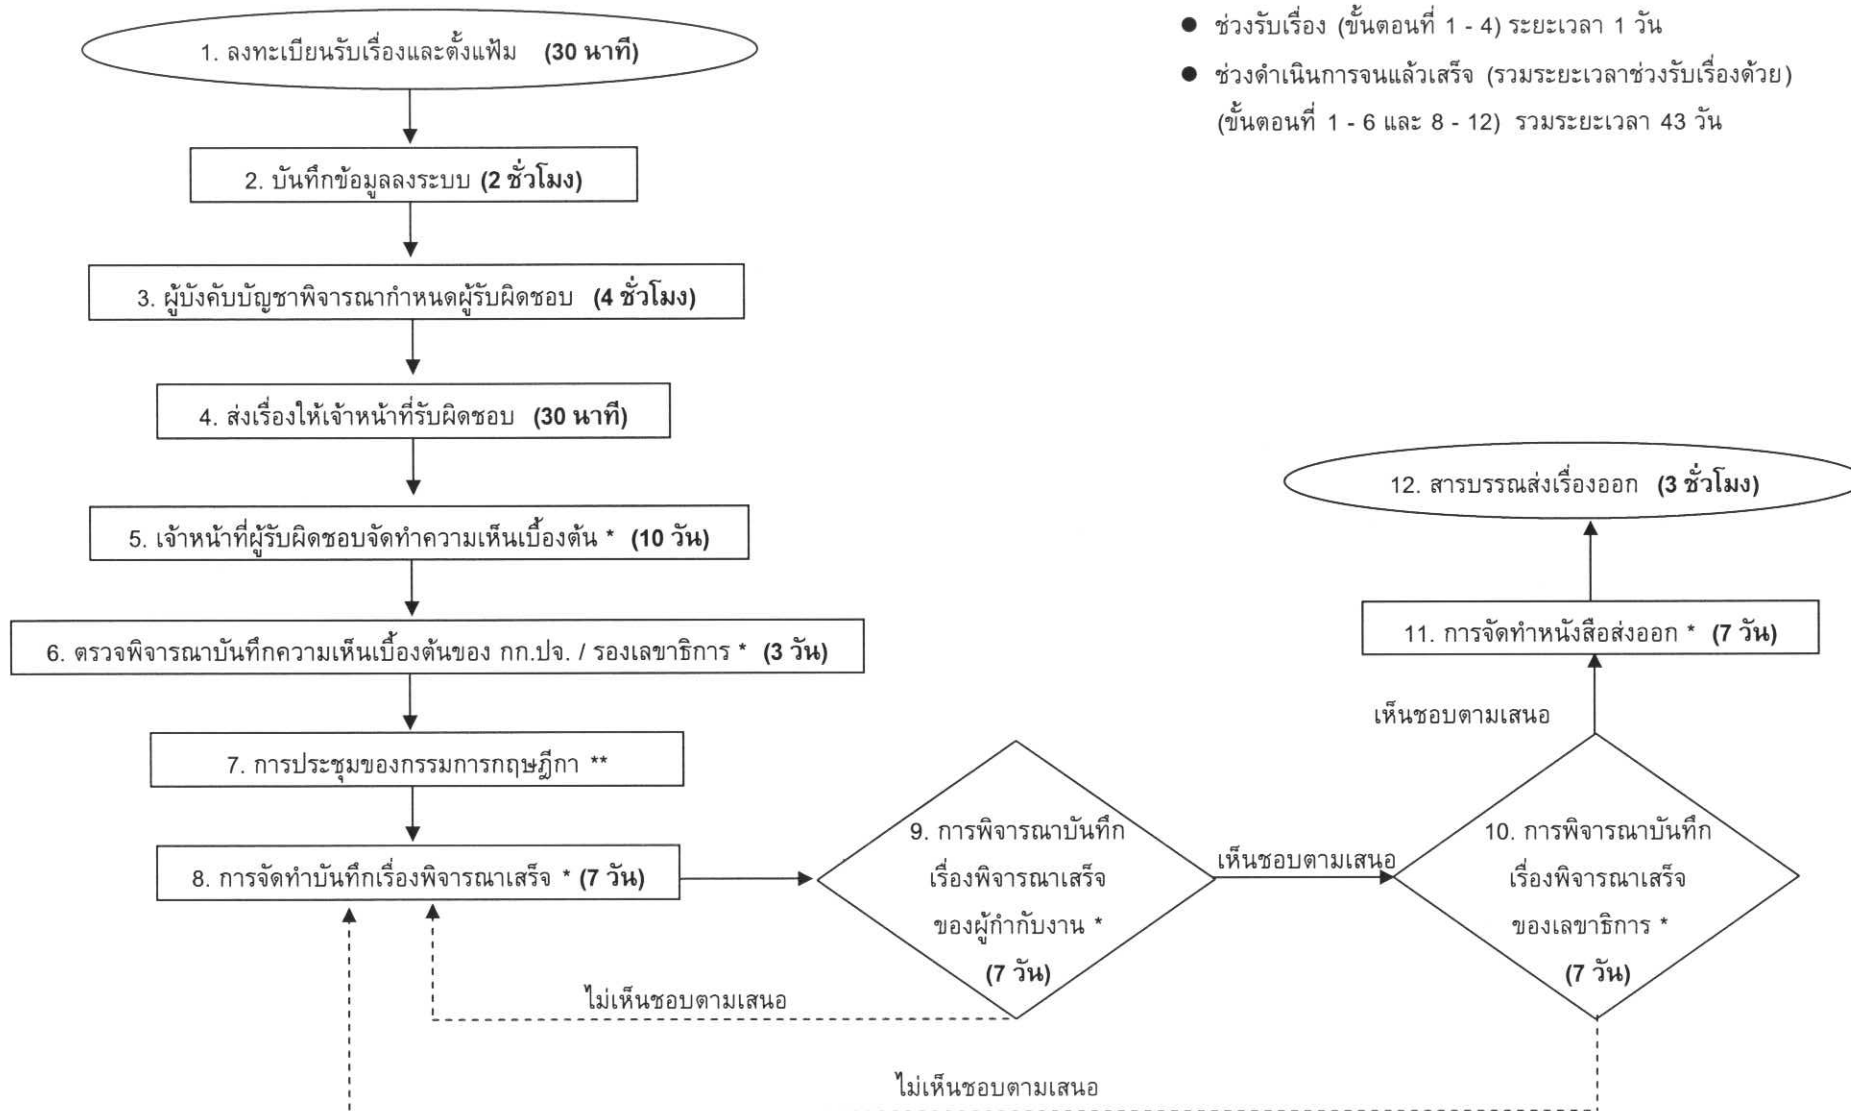 ● ช่วงรับเรื่อง (ขั้นตอนที่ 1 - 4) ระยะเวลา 1 วัน
● ช่วงดำเนินการจนแล้วเสร็จ (รวมระยะเวลาช่วงรับเรื่องด้วย)
(ขั้นตอนที่ 1 - 6 และ 8 - 12) รวมระยะเวลา 43 วัน
1. ลงทะเบียนรับเรื่องและตั้งแฟ้ม (30 นาที)
2. บันทึกข้อมูลลงระบบ (2 ชั่วโมง)
3. ผู้บังคับบัญชาพิจารณากำหนดผู้รับผิดชอบ (4 ชั่วโมง)
4. ส่งเรื่องให้เจ้าหน้าที่รับผิดชอบ (30 นาที)
5. เจ้าหน้าที่ผู้รับผิดชอบจัดทำความเห็นเบื้องต้น * (10 วัน)
6. ตรวจพิจารณาบันทึกความเห็นเบื้องต้นของ กก.ปจ. / รองเลขาธิการ * (3 วัน)
7. การประชุมของกรรมการกฤษฎีกา **
8. การจัดทำบันทึกเรื่องพิจารณาเสร็จ * (7 วัน)
9. การพิจารณาบันทึก
เรื่องพิจารณาเสร็จ
ของผู้กำกับงาน *
(7 วัน)
เห็นชอบตามเสนอ
ไม่เห็นชอบตามเสนอ
10. การพิจารณาบันทึก
เรื่องพิจารณาเสร็จ
ของเลขาธิการ *
(7 วัน)
เห็นชอบตามเสนอ
ไม่เห็นชอบตามเสนอ
11. การจัดทำหนังสือส่งออก * (7 วัน)
12. สารบรรณส่งเรื่องออก (3 ชั่วโมง)